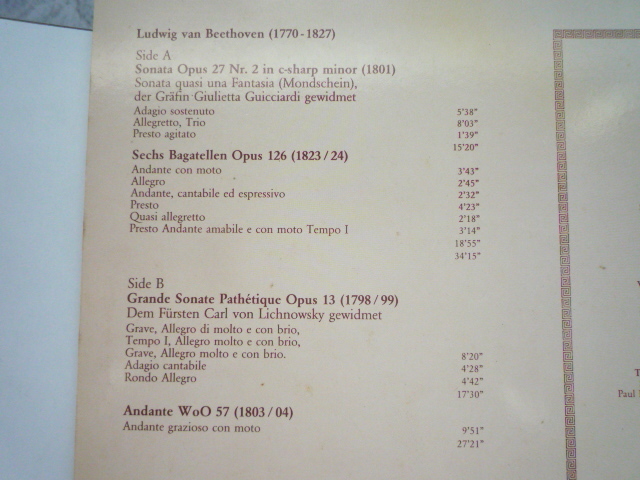 Ludwig van Beethoven (1770-1827)
Side A
Sonata Opus 27 Nr. 2 in c-sharp minor (1801)
Sonata quasi una Fantasia (Mondschein),
der Gräfin Giulietta Guicciardi gewidmet
Adagio sostenuto 5'38"
Allegretto, Trio 8'03"
Presto agitato 1'39"
15'20"
Sechs Bagatellen Opus 126 (1823/24)
Andante con moto 3'43"
Allegro 2'45"
Andante, cantabile ed espressivo 2'32"
Presto 4'23"
Quasi allegretto 2'18"
Presto Andante amabile e con moto Tempo I 3'14"
18'55"
34'15"
Side B
Grande Sonate Pathétique Opus 13 (1798/99)
Dem Fürsten Carl von Lichnowsky gewidmet
Grave, Allegro di molto e con brio,
Tempo I, Allegro molto e con brio,
Grave, Allegro molto e con brio. 8'20"
Adagio cantabile 4'28"
Rondo Allegro 4'42"
17'30"
Andante WoO 57 (1803/04)
Andante grazioso con moto 9'51"
27'21"
Paul